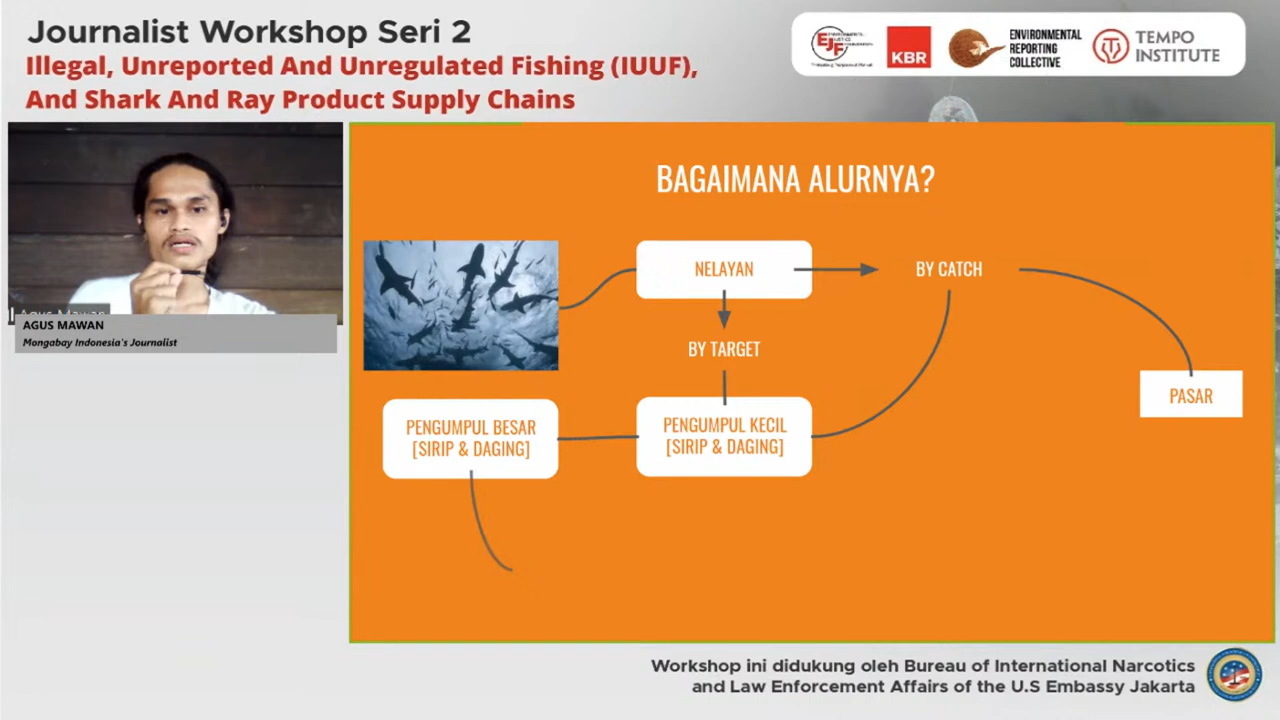 Journalist Workshop Seri 2
Illegal, Unreported And Unregulated Fishing (IUUF),
And Shark And Ray Product Supply Chains
EJF
KBR
ENVIRONMENTAL
REPORTING
COLLECTIVE
TEMPO
INSTITUTE
Agus Mawan
AGUS MAWAN
Mongabay Indonesia's Journalist
BAGAIMANA ALURNYA?
NELAYAN
BY CATCH
BY TARGET
PASAR
PENGUMPUL BESAR
[SIRIP & DAGING]
PENGUMPUL KECIL
[SIRIP & DAGING]
Workshop ini didukung oleh Bureau of International Narcotics
and Law Enforcement Affairs of the U.S Embassy Jakarta